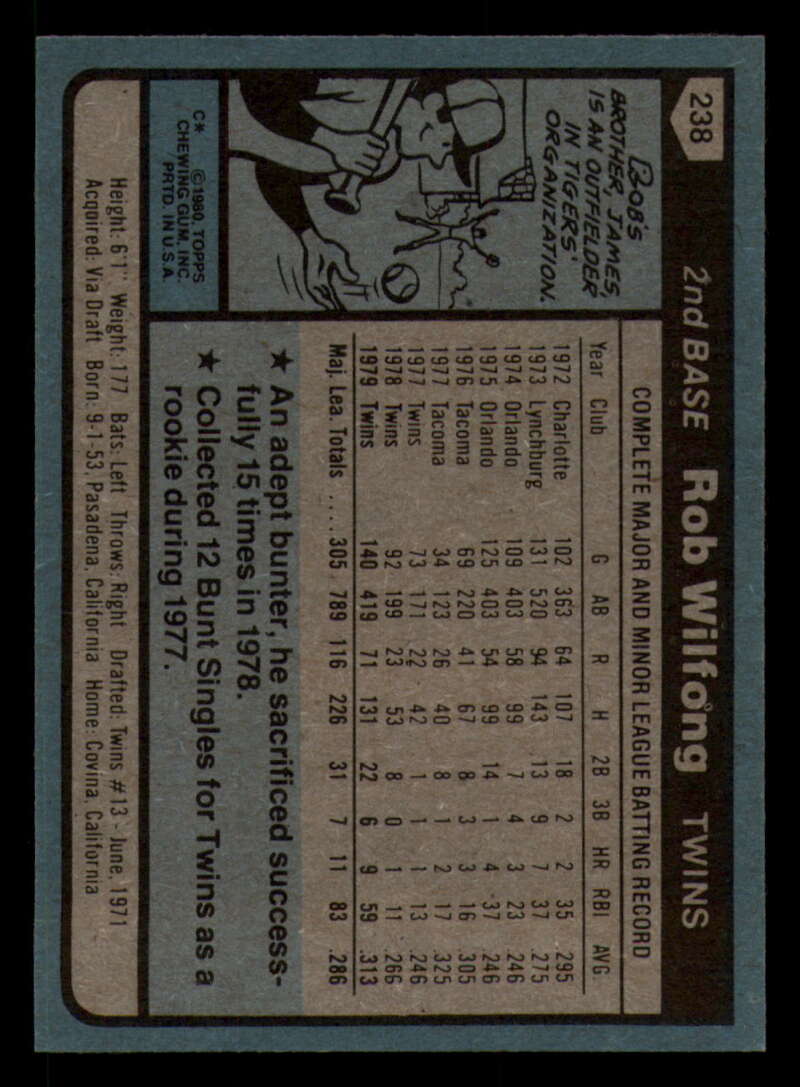 238
2nd BASE Rob Wilfong TWINS
BOB'S
BROTHER, JAMES,
IS AN OUTFIELDER
IN TIGERS'
ORGANIZATION.
C* © 1980, TOPPS
CHEWING GUM, INC.
PRTD. IN U.S.A.
COMPLETE MAJOR AND MINOR LEAGUE BATTING RECORD
Year Club G AB R H 2B 3B HR RBI AVG.
1972 Charlotte 102 363 64 107 18 2 2 35 .295
1973 Lynchburg 131 520 94 143 13 9 7 37 .275
1974 Orlando 109 403 58 99 7 4 3 23 .246
1975 Orlando 125 403 54 99 14 1 4 37 .246
1976 Tacoma 69 220 41 67 8 3 3 16 .305
1977 Tacoma 34 123 26 40 8 1 2 17 .325
1977 Twins 73 171 22 42 1 1 1 13 .246
1978 Twins 92 199 23 53 8 0 1 11 .266
1979 Twins 140 419 71 131 22 6 9 59 .313
Maj. Lea. Totals .... 305 789 116 226 31 7 11 83 .286
★ An adept bunter, he sacrificed success-
fully 15 times in 1978.
★ Collected 12 Bunt Singles for Twins as a
rookie during 1977.
Height: 6'1" Weight: 177 Bats: Left Throws: Right Drafted: Twins #13 - June, 1971
Acquired: Via Draft Born: 9-1-53, Pasadena, California Home: Covina, California